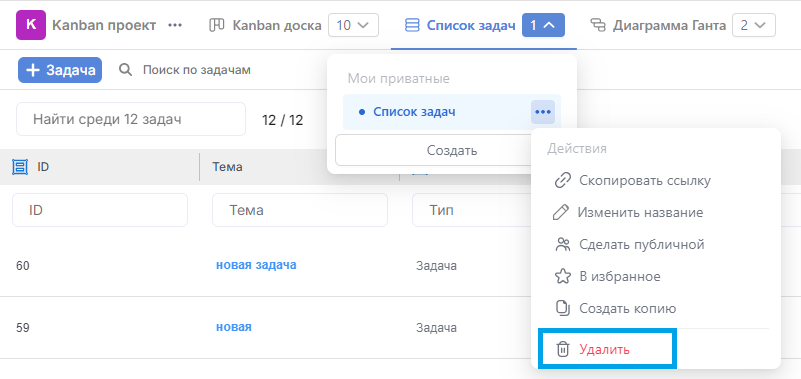 K Kanban проект ••• Kanban доска 10 Список задач 1 Диаграмма Ганта 2
+ Задача Поиск по задачам
Мои приватные
Найти среди 12 задач 12 / 12
• Список задач •••
Создать
Действия
ID Тема
Скопировать ссылку
ID Тема Тип
Изменить название
Сделать публичной
60 новая задача Задача
В избранное
Создать копию
59 новая Задача
Удалить